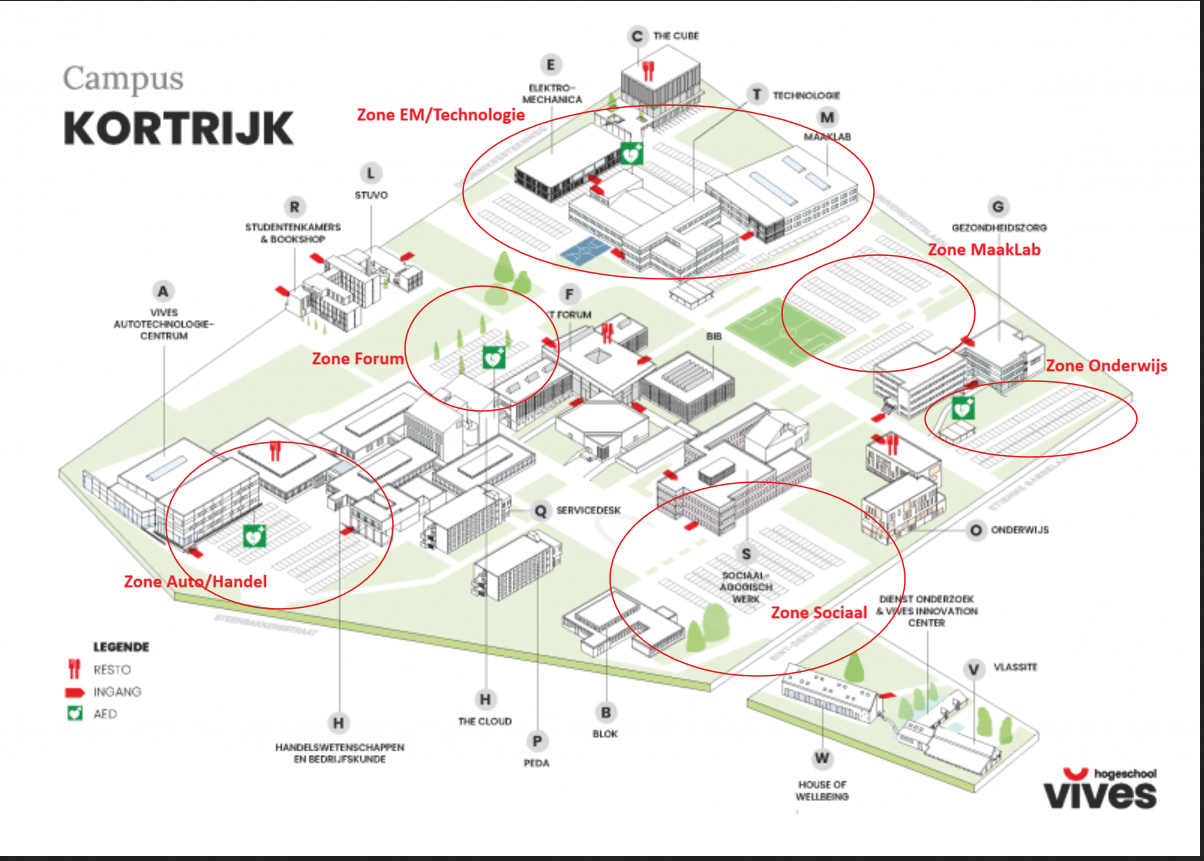 Campus
KORTRIJK
C THE CUBE
E
ELEKTRO-
MECHANICA
T TECHNOLOGIE
M
MAAKLAB
Zone EM/Technologie
L
STUVO
R
STUDENTENKAMERS
& BOOKSHOP
G
GEZONDHEIDSZORG
Zone MaakLab
A
VIVES
AUTOTECHNOLOGIE-
CENTRUM
F
FORUM
BIB
Zone Forum
Zone Onderwijs
Q SERVICEDESK
O ONDERWIJS
S
SOCIAAL-
AGOGISCH
WERK
Zone Auto/Handel
Zone Sociaal
STEENBAKKERSSTRAAT
DIENST ONDERZOEK
& VIVES INNOVATION
CENTER
V VLASSITE
LEGENDE
RESTO
INGANG
AED
H
HANDELSWETENSCHAPPEN
EN BEDRIJFSKUNDE
H
THE CLOUD
P
PEDA
B
BLOK
W
HOUSE OF
WELLBEING
hogeschool
vives